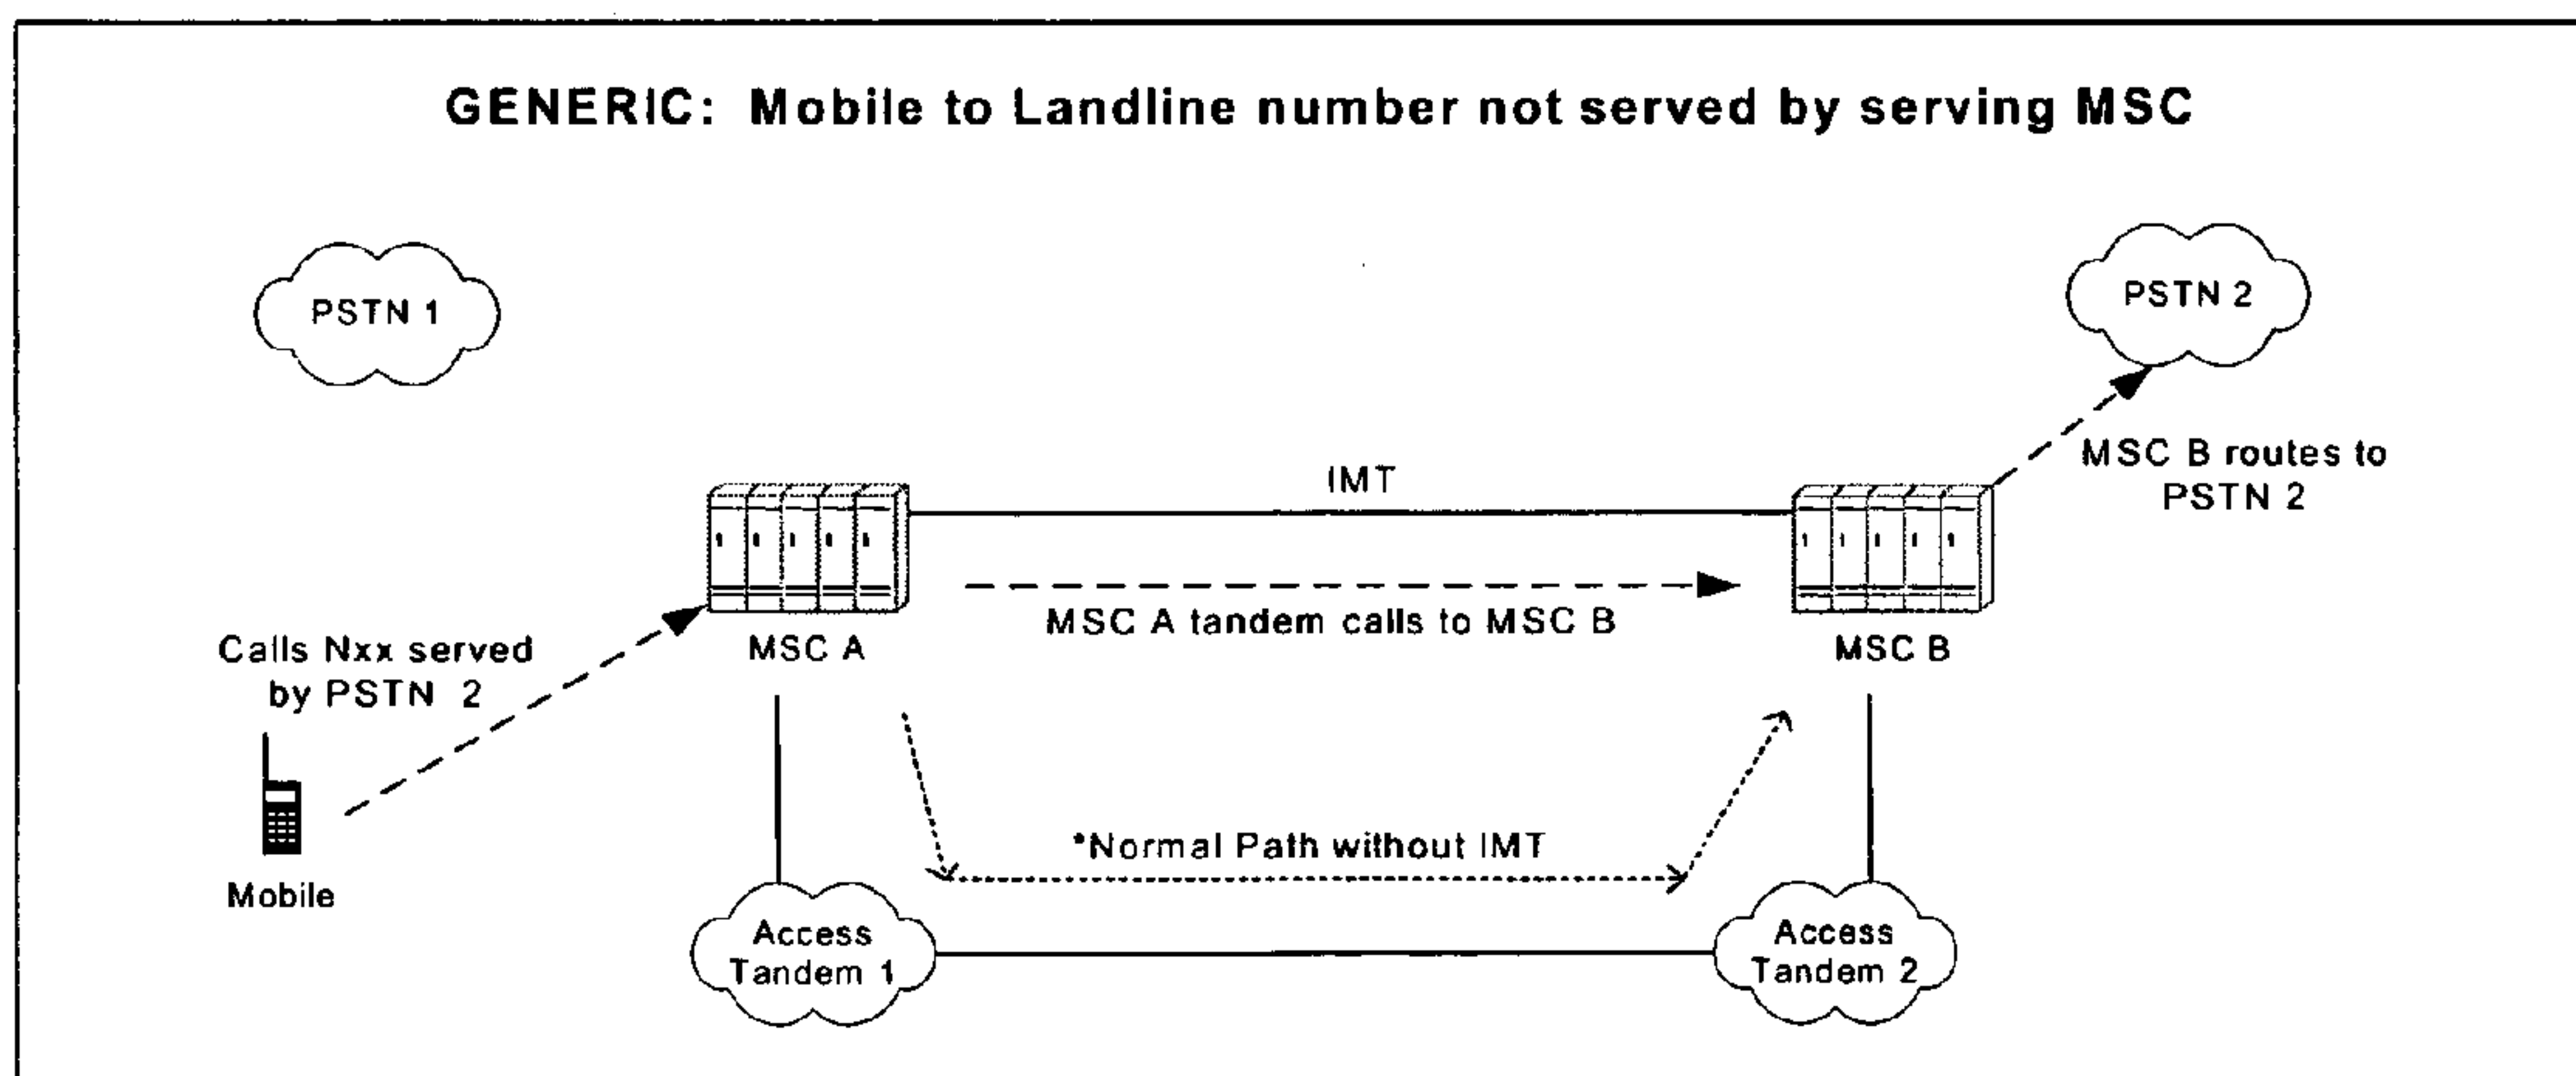 GENERIC: Mobile to Landline number not served by serving MSC
PSTN 1
PSTN 2
MSC B routes to
PSTN 2
IMT
MSC A tandem calls to MSC B
MSC A
MSC B
Calls Nxx served
by PSTN 2
Mobile
*Normal Path without IMT
Access
Tandem 1
Access
Tandem 2